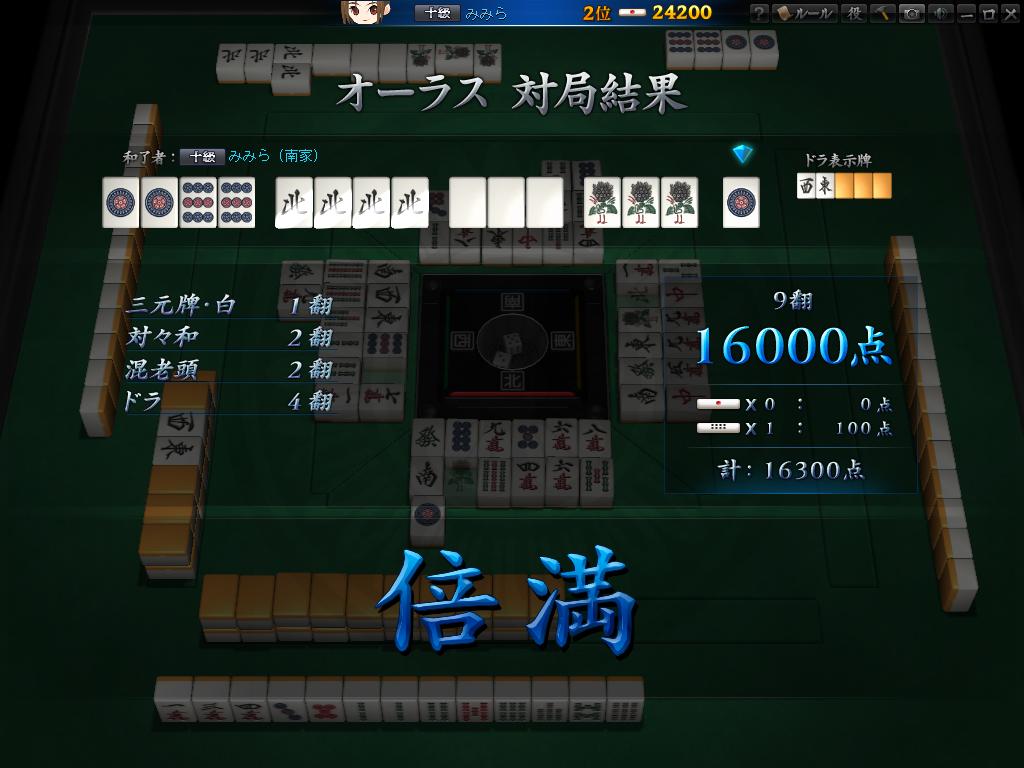 十級 みみら 2位 24200 ? ルール 役
オーラス 対局結果
和了者： 十級 みみら（南家）
ドラ表示牌
西 東
北 北 北 北
三元牌・白 1翻
対々和 2翻
混老頭 2翻
ドラ 4翻
9翻
16000点
X 0 ： 0点
X 1 ： 100点
計：16300点
倍満